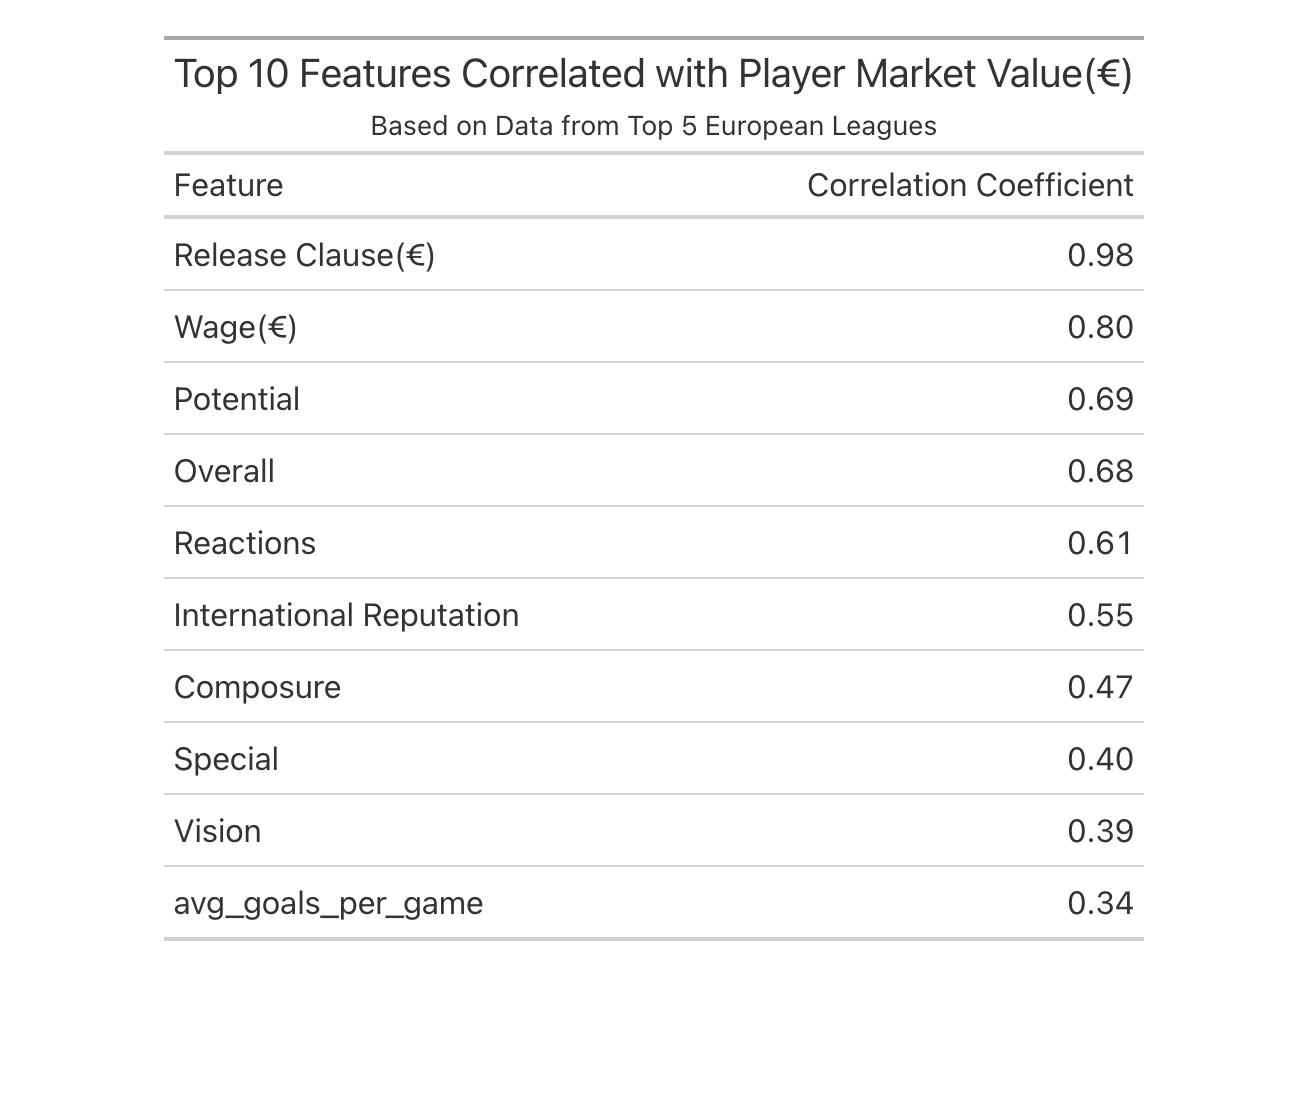 Top 10 Features Correlated with Player Market Value(€)
Based on Data from Top 5 European Leagues
Feature Correlation Coefficient
Release Clause(€) 0.98
Wage(€) 0.80
Potential 0.69
Overall 0.68
Reactions 0.61
International Reputation 0.55
Composure 0.47
Special 0.40
Vision 0.39
avg_goals_per_game 0.34